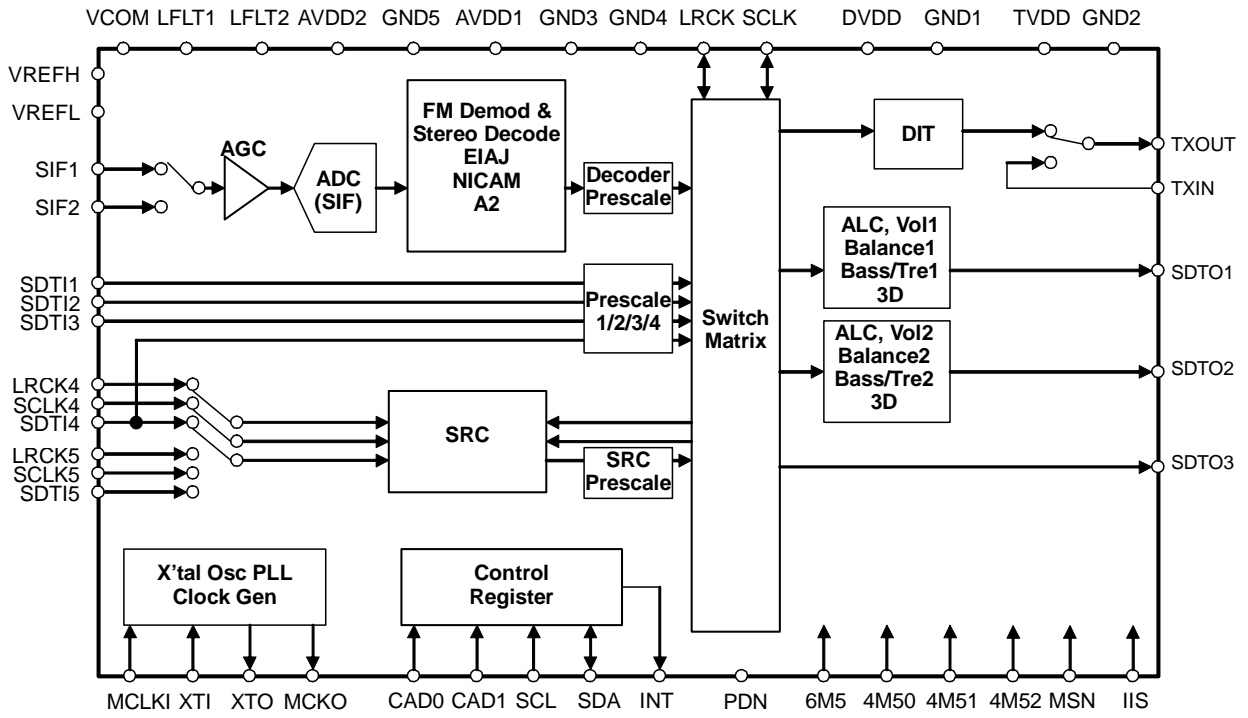 VCOM LFLT1 LFLT2 AVDD2 GND5 AVDD1 GND3 GND4 LRCK SCLK DVDD GND1 TVDD GND2
VREFH
VREFL
SIF1
SIF2
AGC
ADC
(SIF)
FM Demod &
Stereo Decode
EIAJ
NICAM
A2
Decoder
Prescale
DIT
TXOUT
TXIN
SDTI1
SDTI2
SDTI3
Prescale
1/2/3/4
Switch
Matrix
ALC, Vol1
Balance1
Bass/Tre1
3D
SDTO1
ALC, Vol2
Balance2
Bass/Tre2
3D
SDTO2
LRCK4
SCLK4
SDTI4
LRCK5
SCLK5
SDTI5
SRC
SRC
Prescale
SDTO3
X'tal Osc PLL
Clock Gen
Control
Register
MCLKI XTI XTO MCKO CAD0 CAD1 SCL SDA INT PDN 6M5 4M50 4M51 4M52 MSN IIS